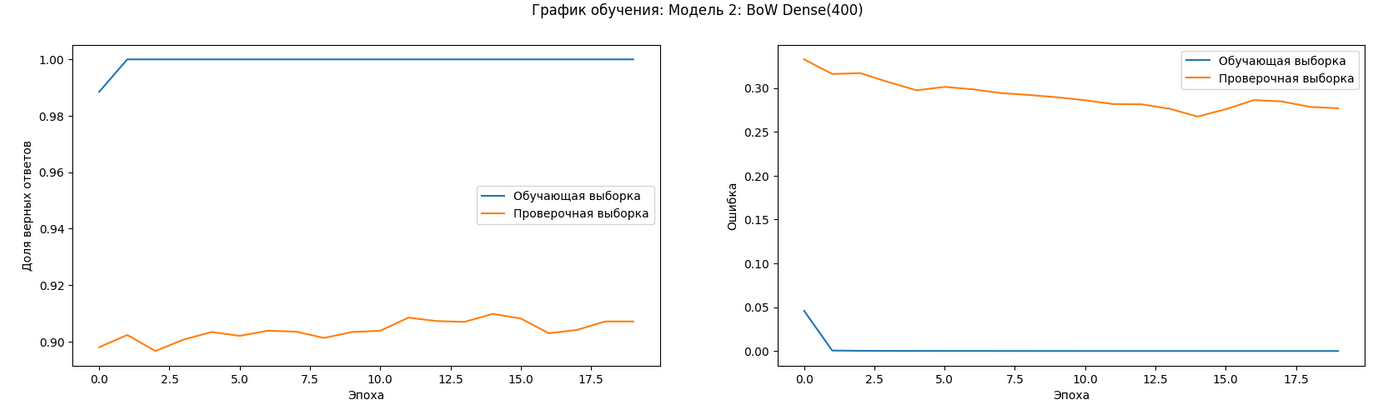 График обучения: Модель 2: BoW Dense(400)
1.00
0.98
0.96
0.94
0.92
0.90
Доля верных ответов
Обучающая выборка
Проверочная выборка
0.0 2.5 5.0 7.5 10.0 12.5 15.0 17.5
Эпоха
0.30
0.25
0.20
0.15
0.10
0.05
0.00
Ошибка
Обучающая выборка
Проверочная выборка
0.0 2.5 5.0 7.5 10.0 12.5 15.0 17.5
Эпоха